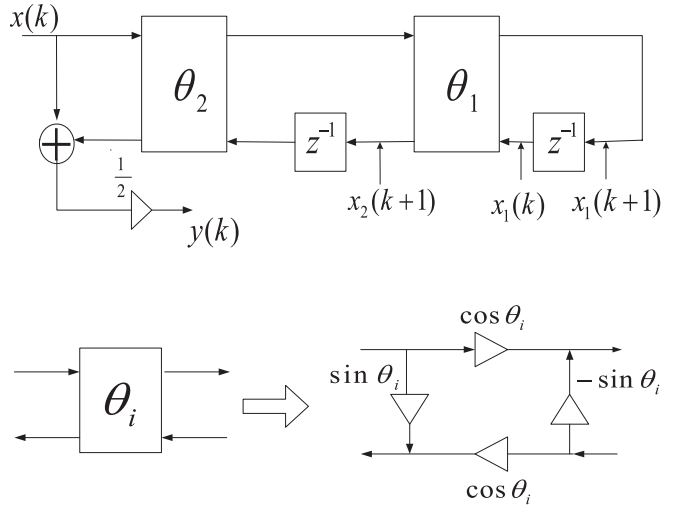 x(k)
θ₂
θ₁
z⁻¹
z⁻¹
+
1/2
x₂(k+1)
x₁(k)
x₁(k+1)
y(k)
cos θᵢ
sin θᵢ
−sin θᵢ
θᵢ
cos θᵢ